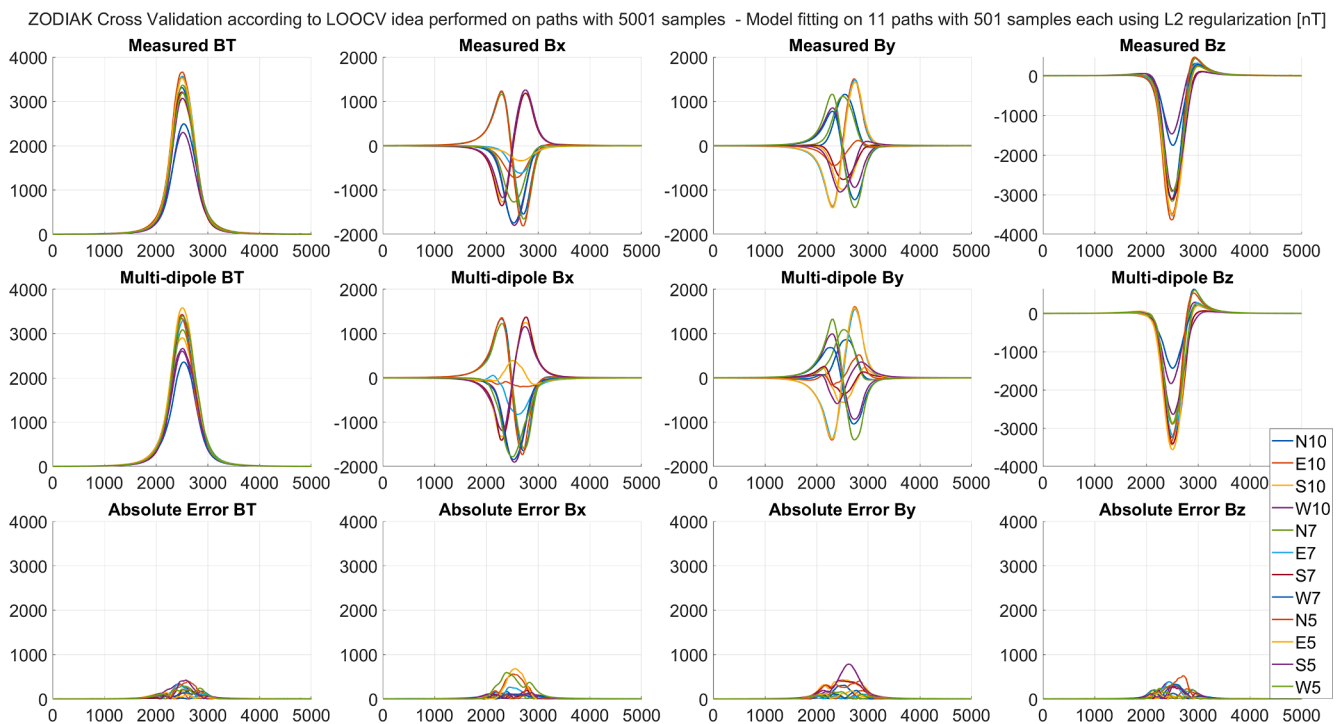 ZODIAK Cross Validation according to LOOCV idea performed on paths with 5001 samples - Model fitting on 11 paths with 501 samples each using L2 regularization [nT]
Measured BT
4000
3000
2000
1000
0
0 1000 2000 3000 4000 5000
Measured Bx
2000
1000
0
-1000
-2000
0 1000 2000 3000 4000 5000
Measured By
2000
1000
0
-1000
-2000
0 1000 2000 3000 4000 5000
Measured Bz
0
-1000
-2000
-3000
-4000
0 1000 2000 3000 4000 5000
Multi-dipole BT
4000
3000
2000
1000
0
0 1000 2000 3000 4000 5000
Multi-dipole Bx
2000
1000
0
-1000
-2000
0 1000 2000 3000 4000 5000
Multi-dipole By
2000
1000
0
-1000
-2000
0 1000 2000 3000 4000 5000
Multi-dipole Bz
0
-1000
-2000
-3000
-4000
0 1000 2000 3000 4000
Absolute Error BT
4000
3000
2000
1000
0
0 1000 2000 3000 4000 5000
Absolute Error Bx
4000
3000
2000
1000
0
0 1000 2000 3000 4000 5000
Absolute Error By
4000
3000
2000
1000
0
0 1000 2000 3000 4000 5000
Absolute Error Bz
4000
3000
2000
1000
0
0 1000 2000 3000 4000 5000
N10
E10
S10
W10
N7
E7
S7
W7
N5
E5
S5
W5